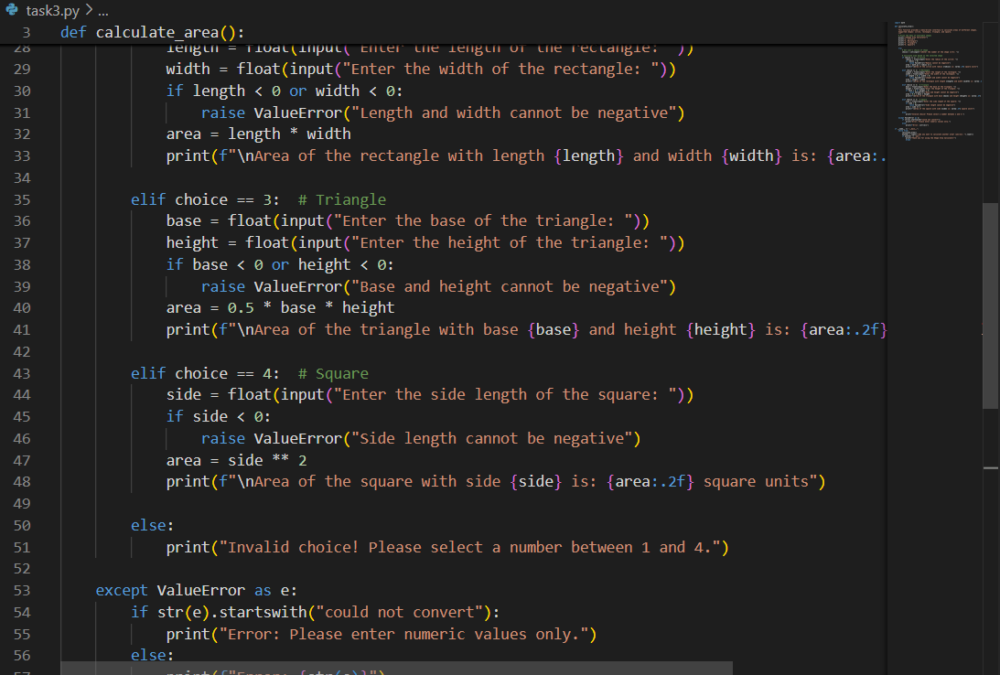 task3.py > ...
3 def calculate_area():
28 length = float(input("Enter the length of the rectangle: "))
29 width = float(input("Enter the width of the rectangle: "))
30 if length < 0 or width < 0:
31 raise ValueError("Length and width cannot be negative")
32 area = length * width
33 print(f"\nArea of the rectangle with length {length} and width {width} is: {area:.
34
35 elif choice == 3:  # Triangle
36 base = float(input("Enter the base of the triangle: "))
37 height = float(input("Enter the height of the triangle: "))
38 if base < 0 or height < 0:
39 raise ValueError("Base and height cannot be negative")
40 area = 0.5 * base * height
41 print(f"\nArea of the triangle with base {base} and height {height} is: {area:.2f}
42
43 elif choice == 4:  # Square
44 side = float(input("Enter the side length of the square: "))
45 if side < 0:
46 raise ValueError("Side length cannot be negative")
47 area = side ** 2
48 print(f"\nArea of the square with side {side} is: {area:.2f} square units")
49
50 else:
51 print("Invalid choice! Please select a number between 1 and 4.")
52
53 except ValueError as e:
54 if str(e).startswith("could not convert"):
55 print("Error: Please enter numeric values only.")
56 else:
57 print(f"Error: {str(e)}")